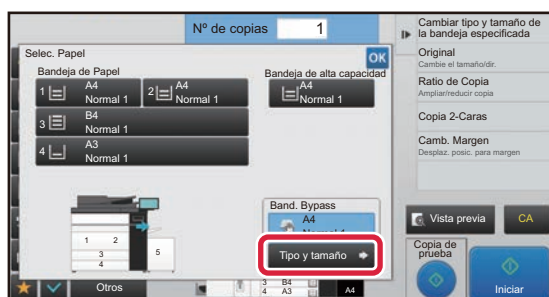 Nº de copias 1
Selec. Papel
OK
Bandeja de Papel
Bandeja de alta capacidad
1 A4
Normal 1
2 A4
Normal 1
A4
Normal 1
3 B4
Normal 1
4 A3
Normal 1
Band. Bypass
A4
Normal 1
Tipo y tamaño
1 2
3
4
5
Otros
3 B4
4 A3
A4
Cambiar tipo y tamaño de
la bandeja especificada
Original
Cambie el tamaño/dir.
Ratio de Copia
Ampliar/reducir copia
Copia 2-Caras
Camb. Margen
Desplaz. posic. para margen
Vista previa
CA
Copia de
prueba
Iniciar